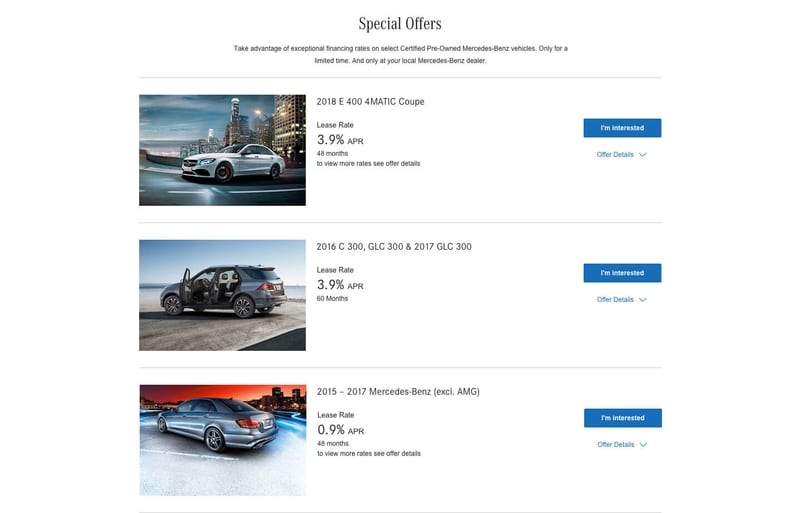 Special Offers
Take advantage of exceptional financing rates on select Certified Pre-Owned Mercedes-Benz vehicles. Only for a
limited time. And only at your local Mercedes-Benz dealer.
2018 E 400 4MATIC Coupe
Lease Rate
3.9% APR
48 months
to view more rates see offer details
I'm interested
Offer Details
2016 C 300, GLC 300 & 2017 GLC 300
Lease Rate
3.9% APR
60 Months
I'm interested
Offer Details
2015 – 2017 Mercedes-Benz (excl. AMG)
Lease Rate
0.9% APR
48 months
to view more rates see offer details
I'm interested
Offer Details